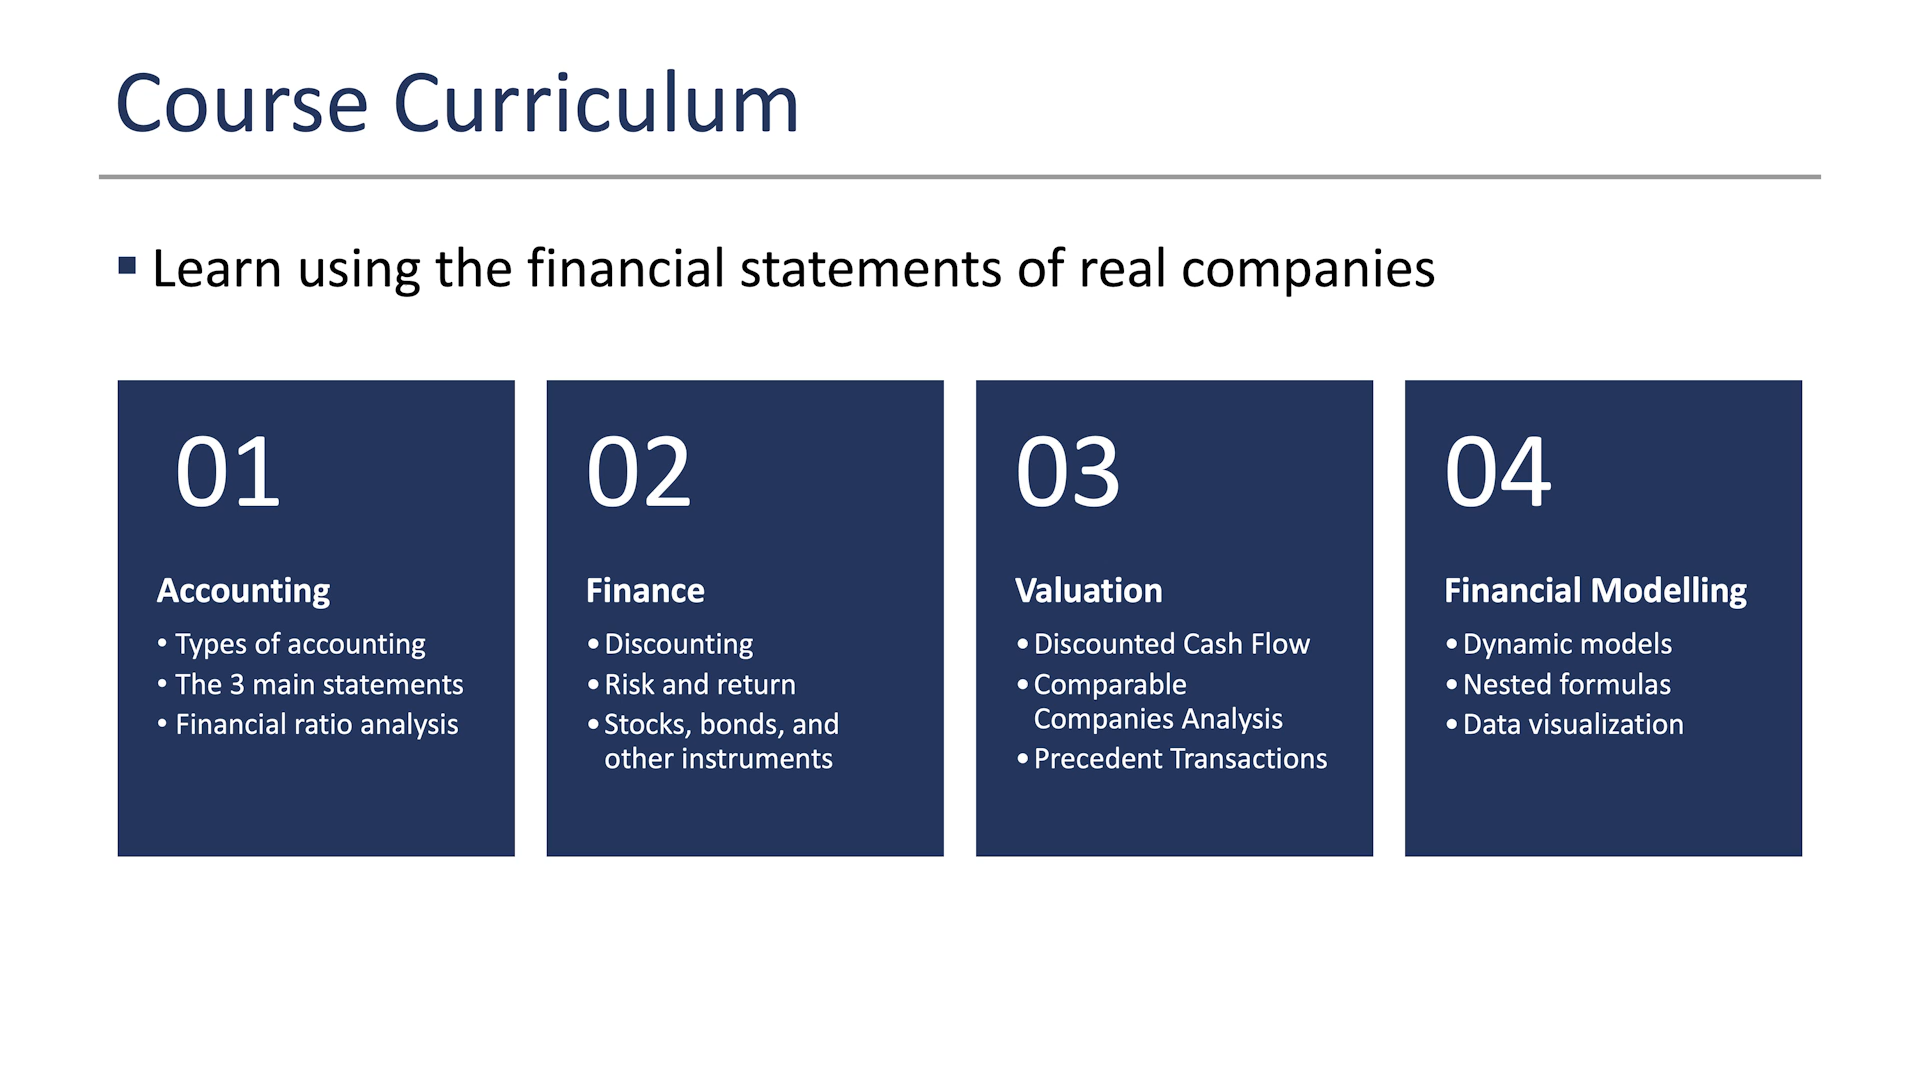 Course Curriculum
▪ Learn using the financial statements of real companies
01
Accounting
• Types of accounting
• The 3 main statements
• Financial ratio analysis
02
Finance
• Discounting
• Risk and return
• Stocks, bonds, and
other instruments
03
Valuation
• Discounted Cash Flow
• Comparable
Companies Analysis
• Precedent Transactions
04
Financial Modelling
• Dynamic models
• Nested formulas
• Data visualization